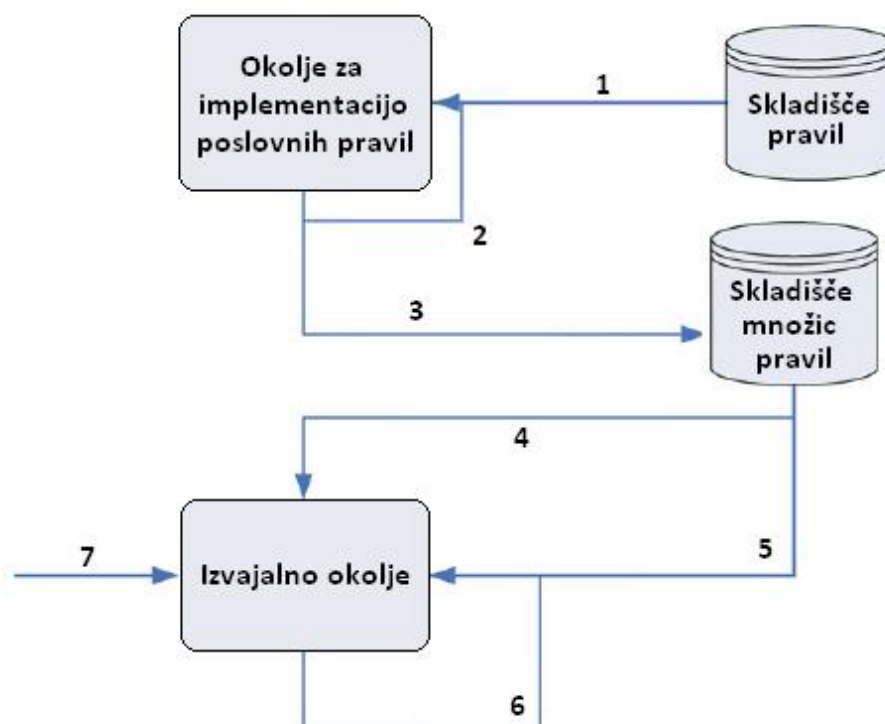 Okolje za
implementacijo
poslovnih pravil
1
Skladišče
pravil
2
3
Skladišče
množic
pravil
4
5
7
Izvajalno okolje
6